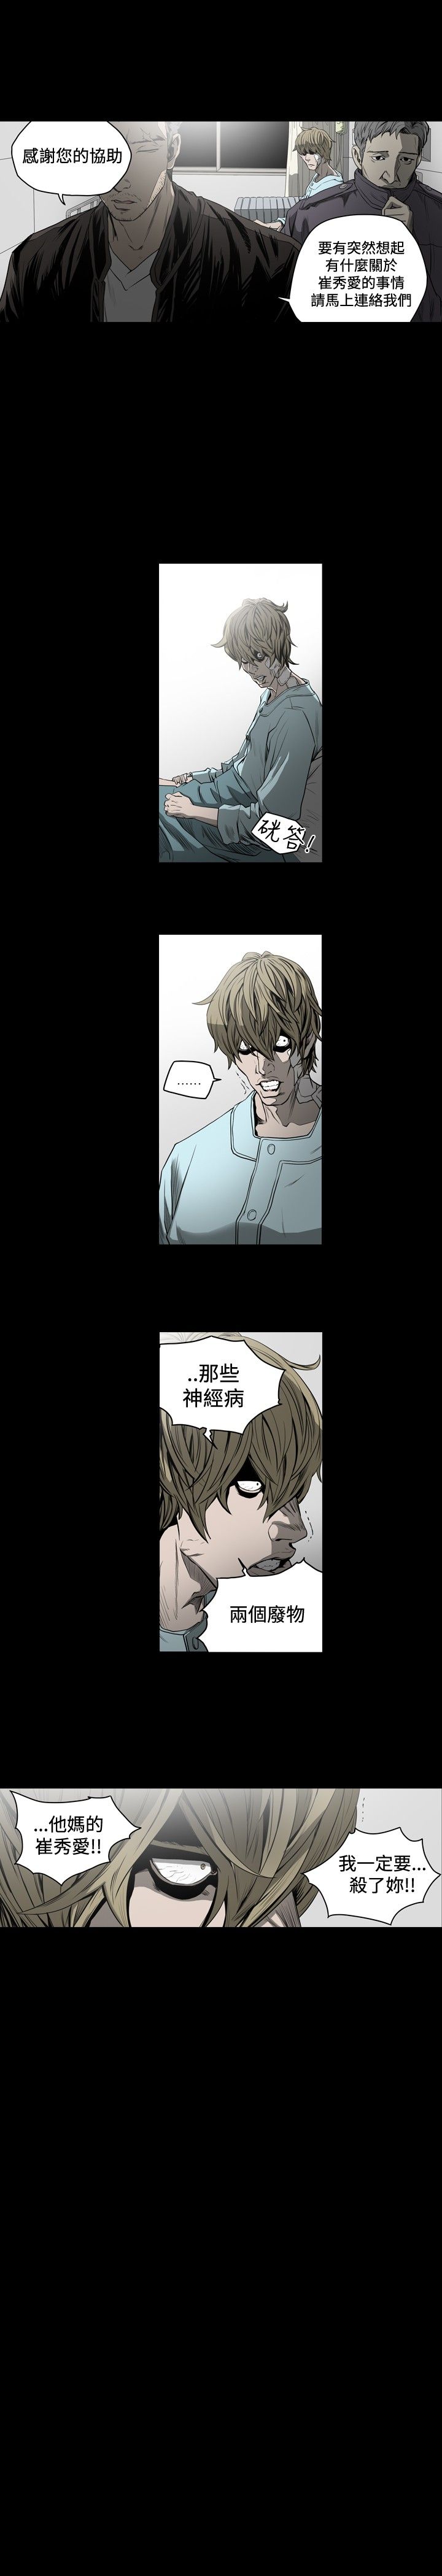 感謝您的協助
要有突然想起
有什麼關於
崔秀愛的事情
請馬上連絡我們
硄答!
......
..那些
神經病
兩個廢物
...他媽的
崔秀愛!!
我一定要...
殺了妳!!